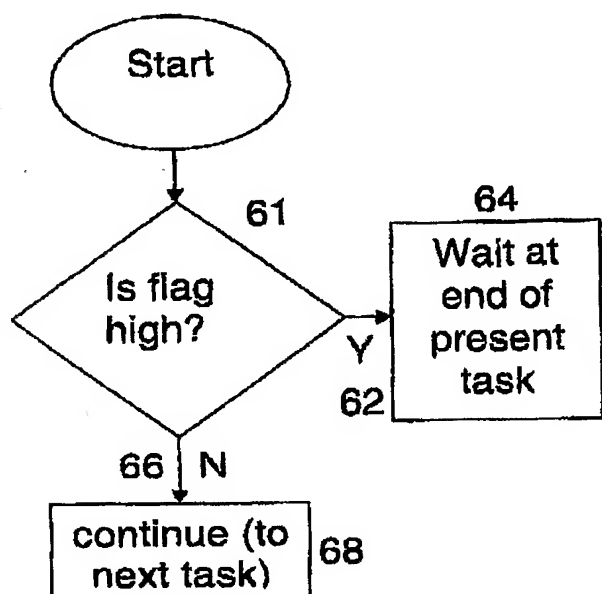 Start
61
Is flag
high?
Y
62
64
Wait at
end of
present
task
66
N
continue (to
next task)
68